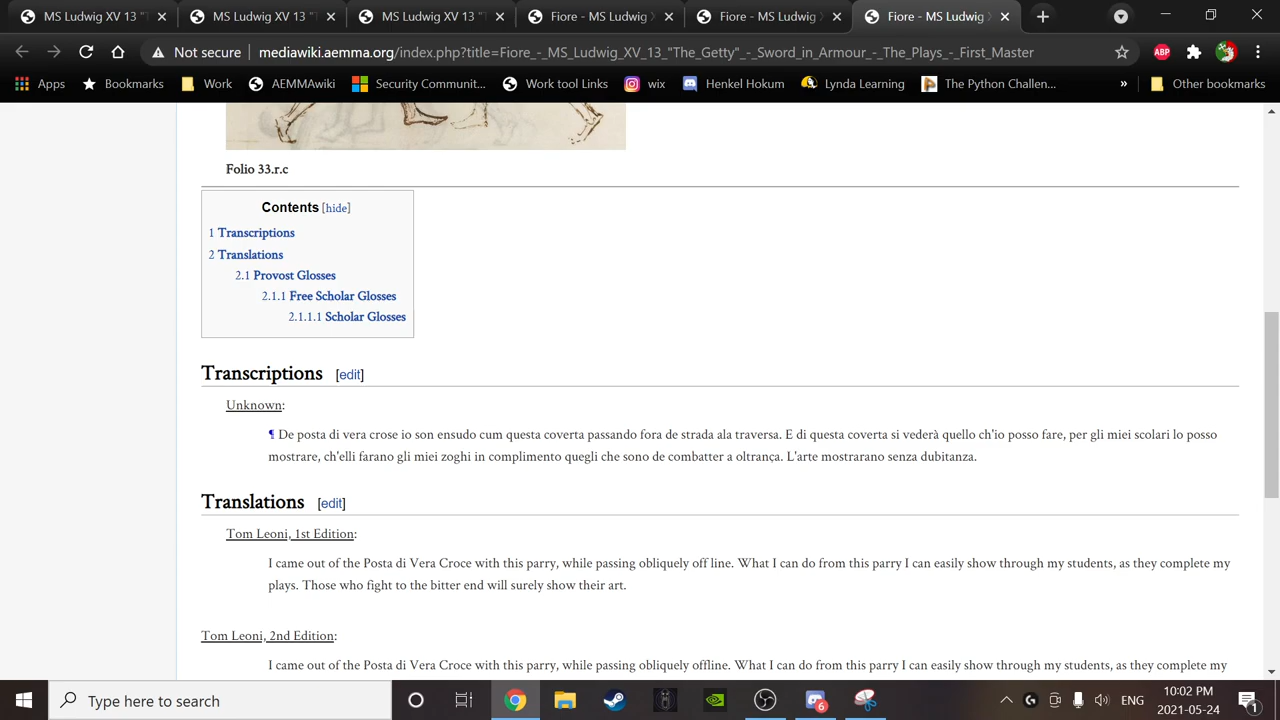 MS Ludwig XV 13 "T
MS Ludwig XV 13 "T
MS Ludwig XV 13 "T
Fiore - MS Ludwig
Fiore - MS Ludwig
Fiore - MS Ludwig
Not secure
mediawiki.aemma.org/index.php?title=Fiore_-_MS_Ludwig_XV_13_"The_Getty"_-_Sword_in_Armour_-_The_Plays_-_First_Master
ABP
Apps
Bookmarks
Work
AEMMAwiki
Security Communit...
Work tool Links
wix
Henkel Hokum
Lynda Learning
The Python Challen...
»
Other bookmarks
Folio 33.r.c
Contents [hide]
1 Transcriptions
2 Translations
2.1 Provost Glosses
2.1.1 Free Scholar Glosses
2.1.1.1 Scholar Glosses
Transcriptions [edit]
Unknown:
¶ De posta di vera crose io son ensudo cum questa coverta passando fora de strada ala traversa. E di questa coverta si vederà quello ch'io posso fare, per gli miei scolari lo posso
mostrare, ch'elli farano gli miei zoghi in complimento quegli che sono de combatter a oltrança. L'arte mostrarano senza dubitanza.
Translations [edit]
Tom Leoni, 1st Edition:
I came out of the Posta di Vera Croce with this parry, while passing obliquely off line. What I can do from this parry I can easily show through my students, as they complete my
plays. Those who fight to the bitter end will surely show their art.
Tom Leoni, 2nd Edition:
I came out of the Posta di Vera Croce with this parry, while passing obliquely offline. What I can do from this parry I can easily show through my students, as they complete my
Type here to search
6
ENG
10:02 PM
2021-05-24
1